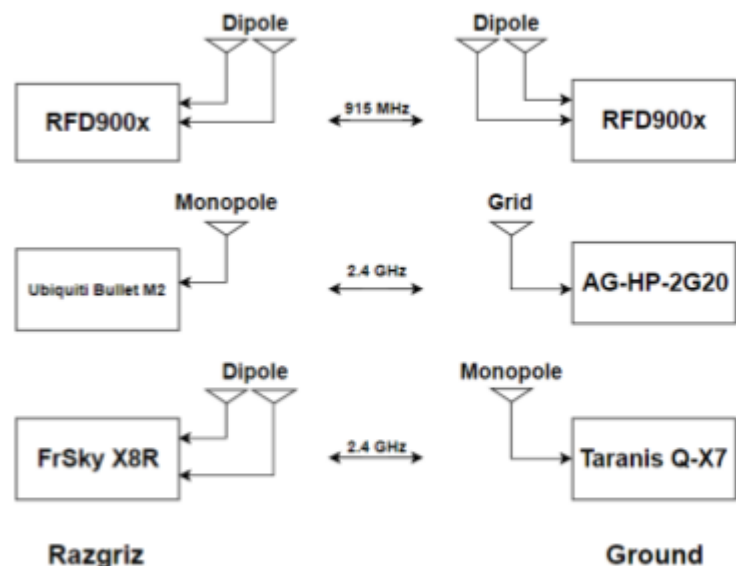 Dipole Dipole
RFD900x 915 MHz RFD900x
Monopole Grid
Ubiquiti Bullet M2 2.4 GHz AG-HP-2G20
Dipole Monopole
FrSky X8R 2.4 GHz Taranis Q-X7
Razgriz Ground